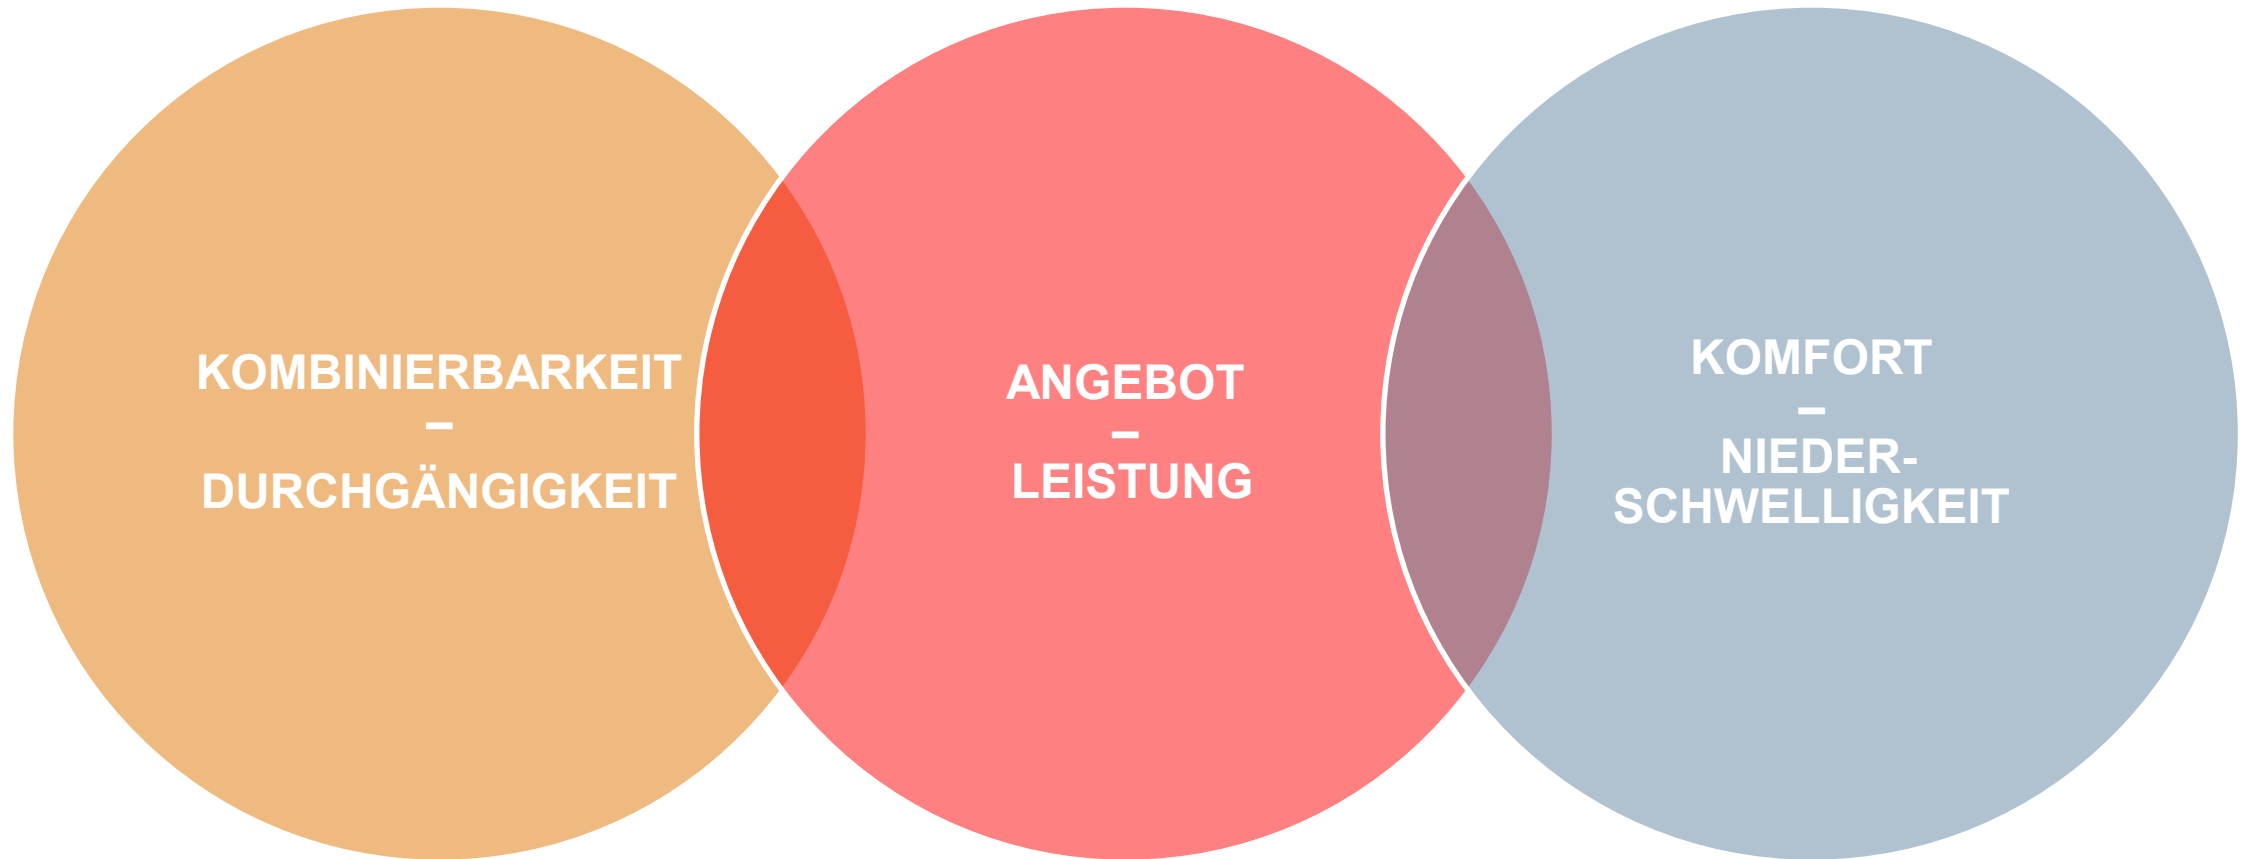 KOMBINIERBARKEIT
–
DURCHGÄNGIGKEIT
ANGEBOT
–
LEISTUNG
KOMFORT
–
NIEDER-
SCHWELLIGKEIT